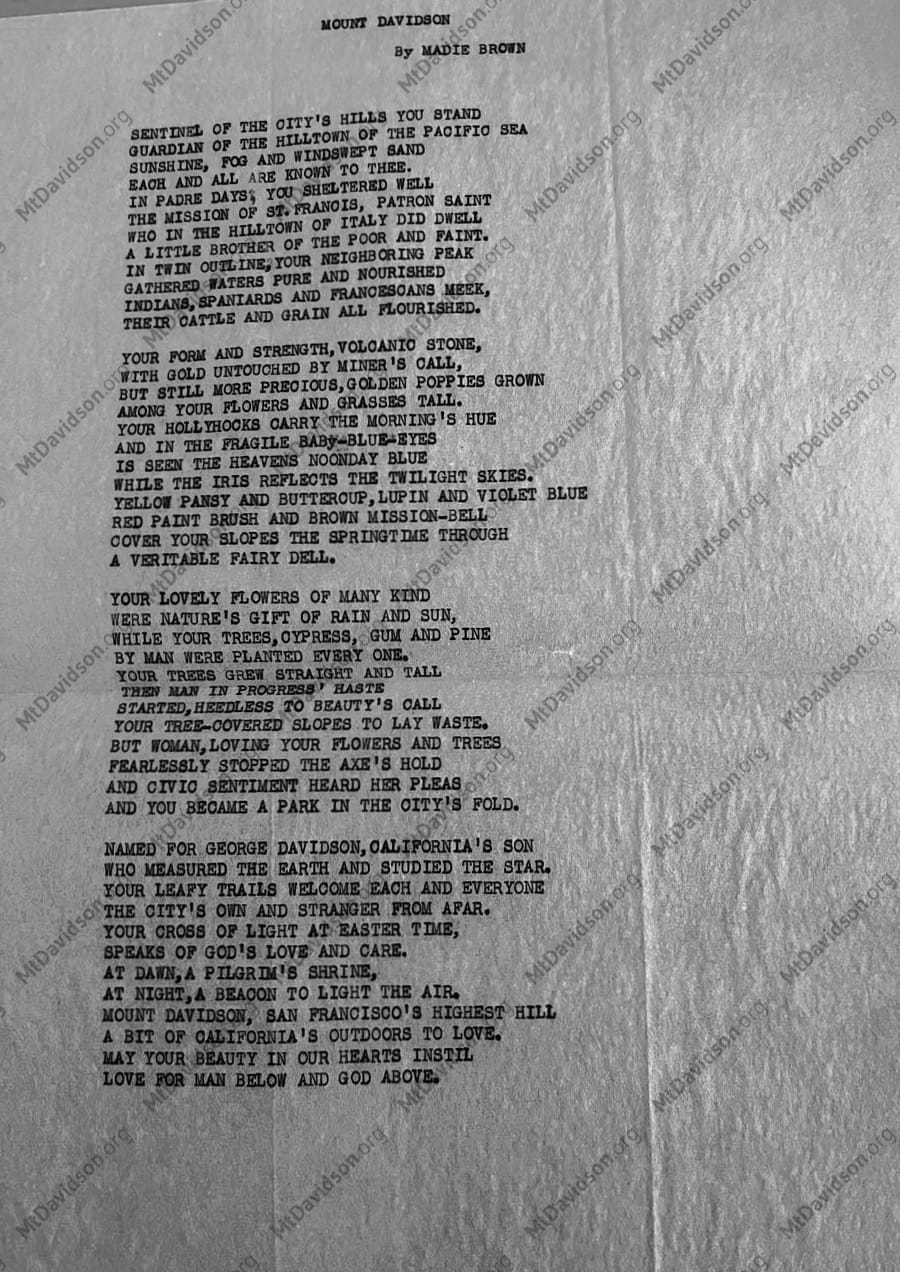 MOUNT DAVIDSON
By MADIE BROWN
SENTINEL OF THE CITY'S HILLS YOU STAND
GUARDIAN OF THE HILLTOWN OF THE PACIFIC SEA
SUNSHINE, FOG AND WINDSWEPT SAND
EACH AND ALL ARE KNOWN TO THEE.
IN PADRE DAYS, YOU SHELTERED WELL
THE MISSION OF ST. FRANCIS, PATRON SAINT
WHO IN THE HILLTOWN OF ITALY DID DWELL
A LITTLE BROTHER OF THE POOR AND FAINT.
IN TWIN OUTLINE, YOUR NEIGHBORING PEAK
GATHERED WATERS PURE AND NOURISHED
INDIANS, SPANIARDS AND FRANCESCANS MEEK,
THEIR CATTLE AND GRAIN ALL FLOURISHED.
YOUR FORM AND STRENGTH, VOLCANIC STONE,
WITH GOLD UNTOUCHED BY MINER'S CALL,
BUT STILL MORE PRECIOUS, GOLDEN POPPIES GROWN
AMONG YOUR FLOWERS AND GRASSES TALL.
YOUR HOLLYHOCKS CARRY THE MORNING'S HUE
AND IN THE FRAGILE BABy-BLUE-EYES
IS SEEN THE HEAVENS NOONDAY BLUE
WHILE THE IRIS REFLECTS THE TWILIGHT SKIES.
YELLOW PANSY AND BUTTERCUP, LUPIN AND VIOLET BLUE
RED PAINT BRUSH AND BROWN MISSION-BELL
COVER YOUR SLOPES THE SPRINGTIME THROUGH
A VERITABLE FAIRY DELL.
YOUR LOVELY FLOWERS OF MANY KIND
WERE NATURE'S GIFT OF RAIN AND SUN,
WHILE YOUR TREES, CYPRESS, GUM AND PINE
BY MAN WERE PLANTED EVERY ONE.
YOUR TREES GREW STRAIGHT AND TALL
THEN MAN IN PROGRESS' HASTE
STARTED, HEEDLESS TO BEAUTY'S CALL
YOUR TREE-COVERED SLOPES TO LAY WASTE.
BUT WOMAN, LOVING YOUR FLOWERS AND TREES
FEARLESSLY STOPPED THE AXE'S HOLD
AND CIVIC SENTIMENT HEARD HER PLEAS
AND YOU BECAME A PARK IN THE CITY'S FOLD.
NAMED FOR GEORGE DAVIDSON, CALIFORNIA'S SON
WHO MEASURED THE EARTH AND STUDIED THE STAR.
YOUR LEAFY TRAILS WELCOME EACH AND EVERYONE
THE CITY'S OWN AND STRANGER FROM AFAR.
YOUR CROSS OF LIGHT AT EASTER TIME,
SPEAKS OF GOD'S LOVE AND CARE.
AT DAWN, A PILGRIM'S SHRINE,
AT NIGHT, A BEACON TO LIGHT THE AIR.
MOUNT DAVIDSON, SAN FRANCISCO'S HIGHEST HILL
A BIT OF CALIFORNIA'S OUTDOORS TO LOVE.
MAY YOUR BEAUTY IN OUR HEARTS INSTIL
LOVE FOR MAN BELOW AND GOD ABOVE.
MtDavidson.org